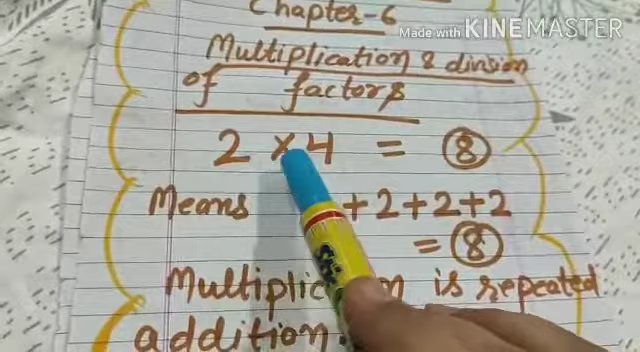 Chapter-6
Made with KINEMASTER
Multiplication & division
of factors
2 × 4 = 8
Means +2+2+2
= 8
Multiplic n is repeated
addition.